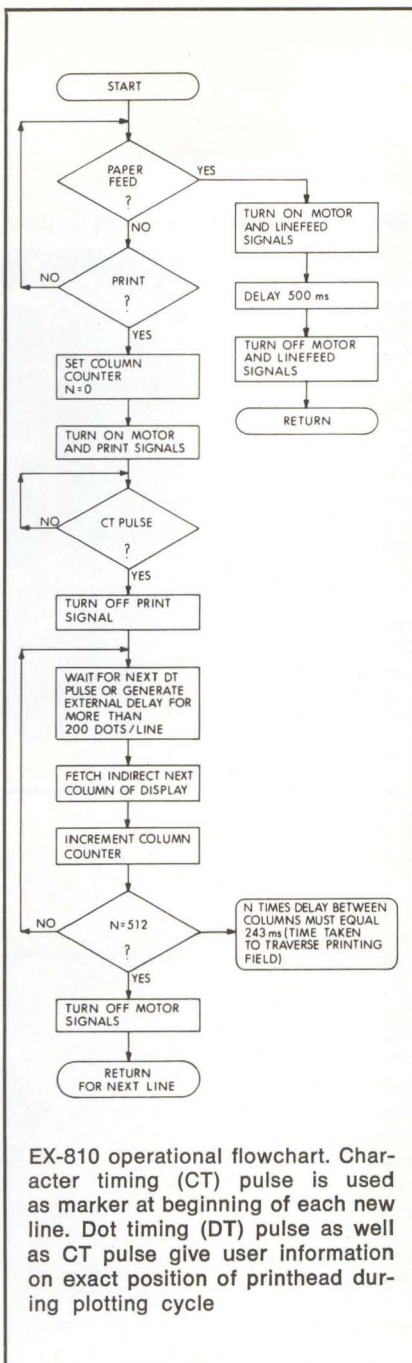 START
PAPER
FEED
?
YES
NO
TURN ON MOTOR
AND LINEFEED
SIGNALS
PRINT
?
NO
YES
DELAY 500 ms
TURN OFF MOTOR
AND LINEFEED
SIGNALS
SET COLUMN
COUNTER
N=0
RETURN
TURN ON MOTOR
AND PRINT SIGNALS
CT PULSE
?
NO
YES
TURN OFF PRINT
SIGNAL
WAIT FOR NEXT DT
PULSE OR GENERATE
EXTERNAL DELAY FOR
MORE THAN
200 DOTS/LINE
FETCH INDIRECT NEXT
COLUMN OF DISPLAY
INCREMENT COLUMN
COUNTER
N=512
?
NO
YES
N TIMES DELAY BETWEEN
COLUMNS MUST EQUAL
243 ms (TIME TAKEN
TO TRAVERSE PRINTING
FIELD)
TURN OFF MOTOR
SIGNALS
RETURN
FOR NEXT LINE
EX-810 operational flowchart. Char-
acter timing (CT) pulse is used
as marker at beginning of each new
line. Dot timing (DT) pulse as well
as CT pulse give user information
on exact position of printhead dur-
ing plotting cycle